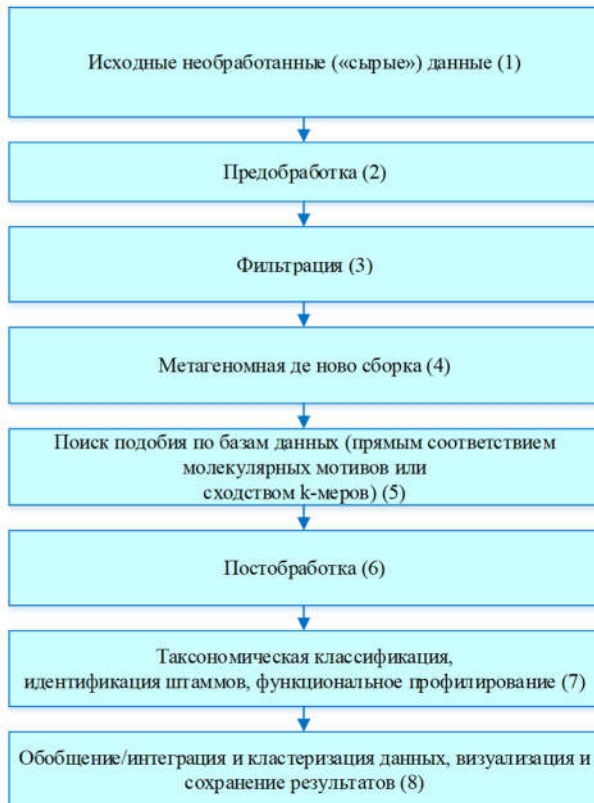 Исходные необработанные («сырые») данные (1)
Предобработка (2)
Фильтрация (3)
Метагеномная де ново сборка (4)
Поиск подобия по базам данных (прямым соответствием
молекулярных мотивов или
сходством k-меров) (5)
Постобработка (6)
Таксономическая классификация,
идентификация штаммов, функциональное профилирование (7)
Обобщение/интеграция и кластеризация данных, визуализация и
сохранение результатов (8)